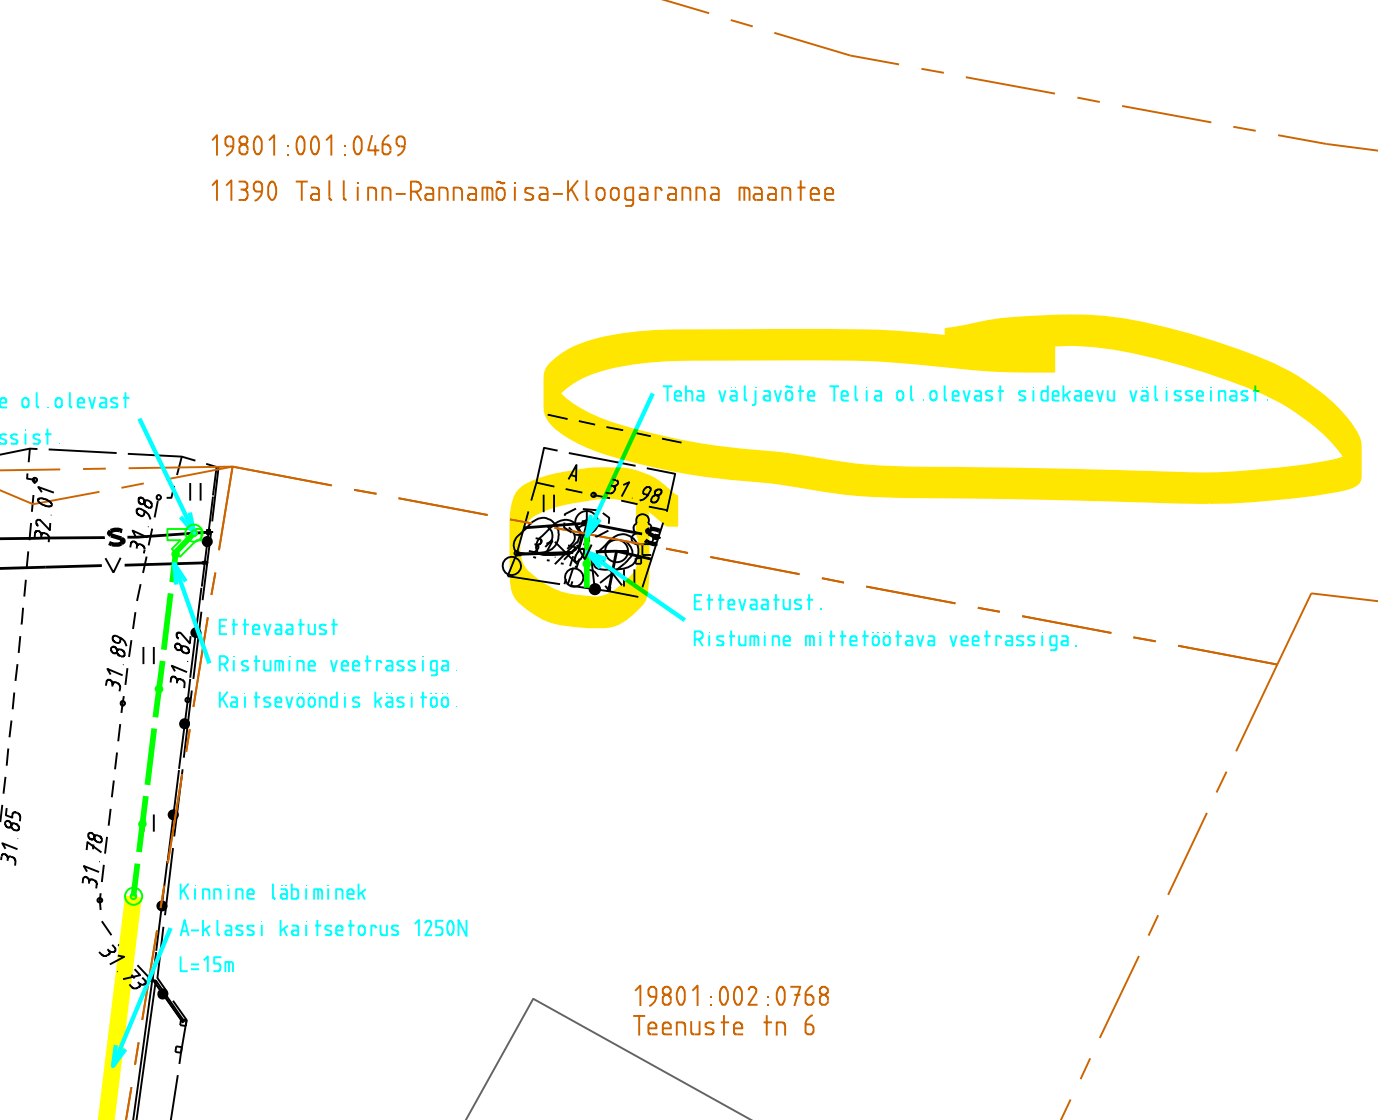 19801:001:0469
11390 Tallinn-Rannamõisa-Kloogaranna maantee
e ol.olevast
ssist.
Teha väljavõte Telia ol.olevast sidekaevu välisseinast.
A
31.98
32.01
31.98
S
S
V
Ettevaatust.
Ristumine mittetöötava veetrassiga.
Ettevaatust
Ristumine veetrassiga.
Kaitsevööndis käsitöö.
31.89
31.82
31.85
31.78
31.73
Kinnine läbiminek
A-klassi kaitsetorus 1250N
L=15m
19801:002:0768
Teenuste tn 6